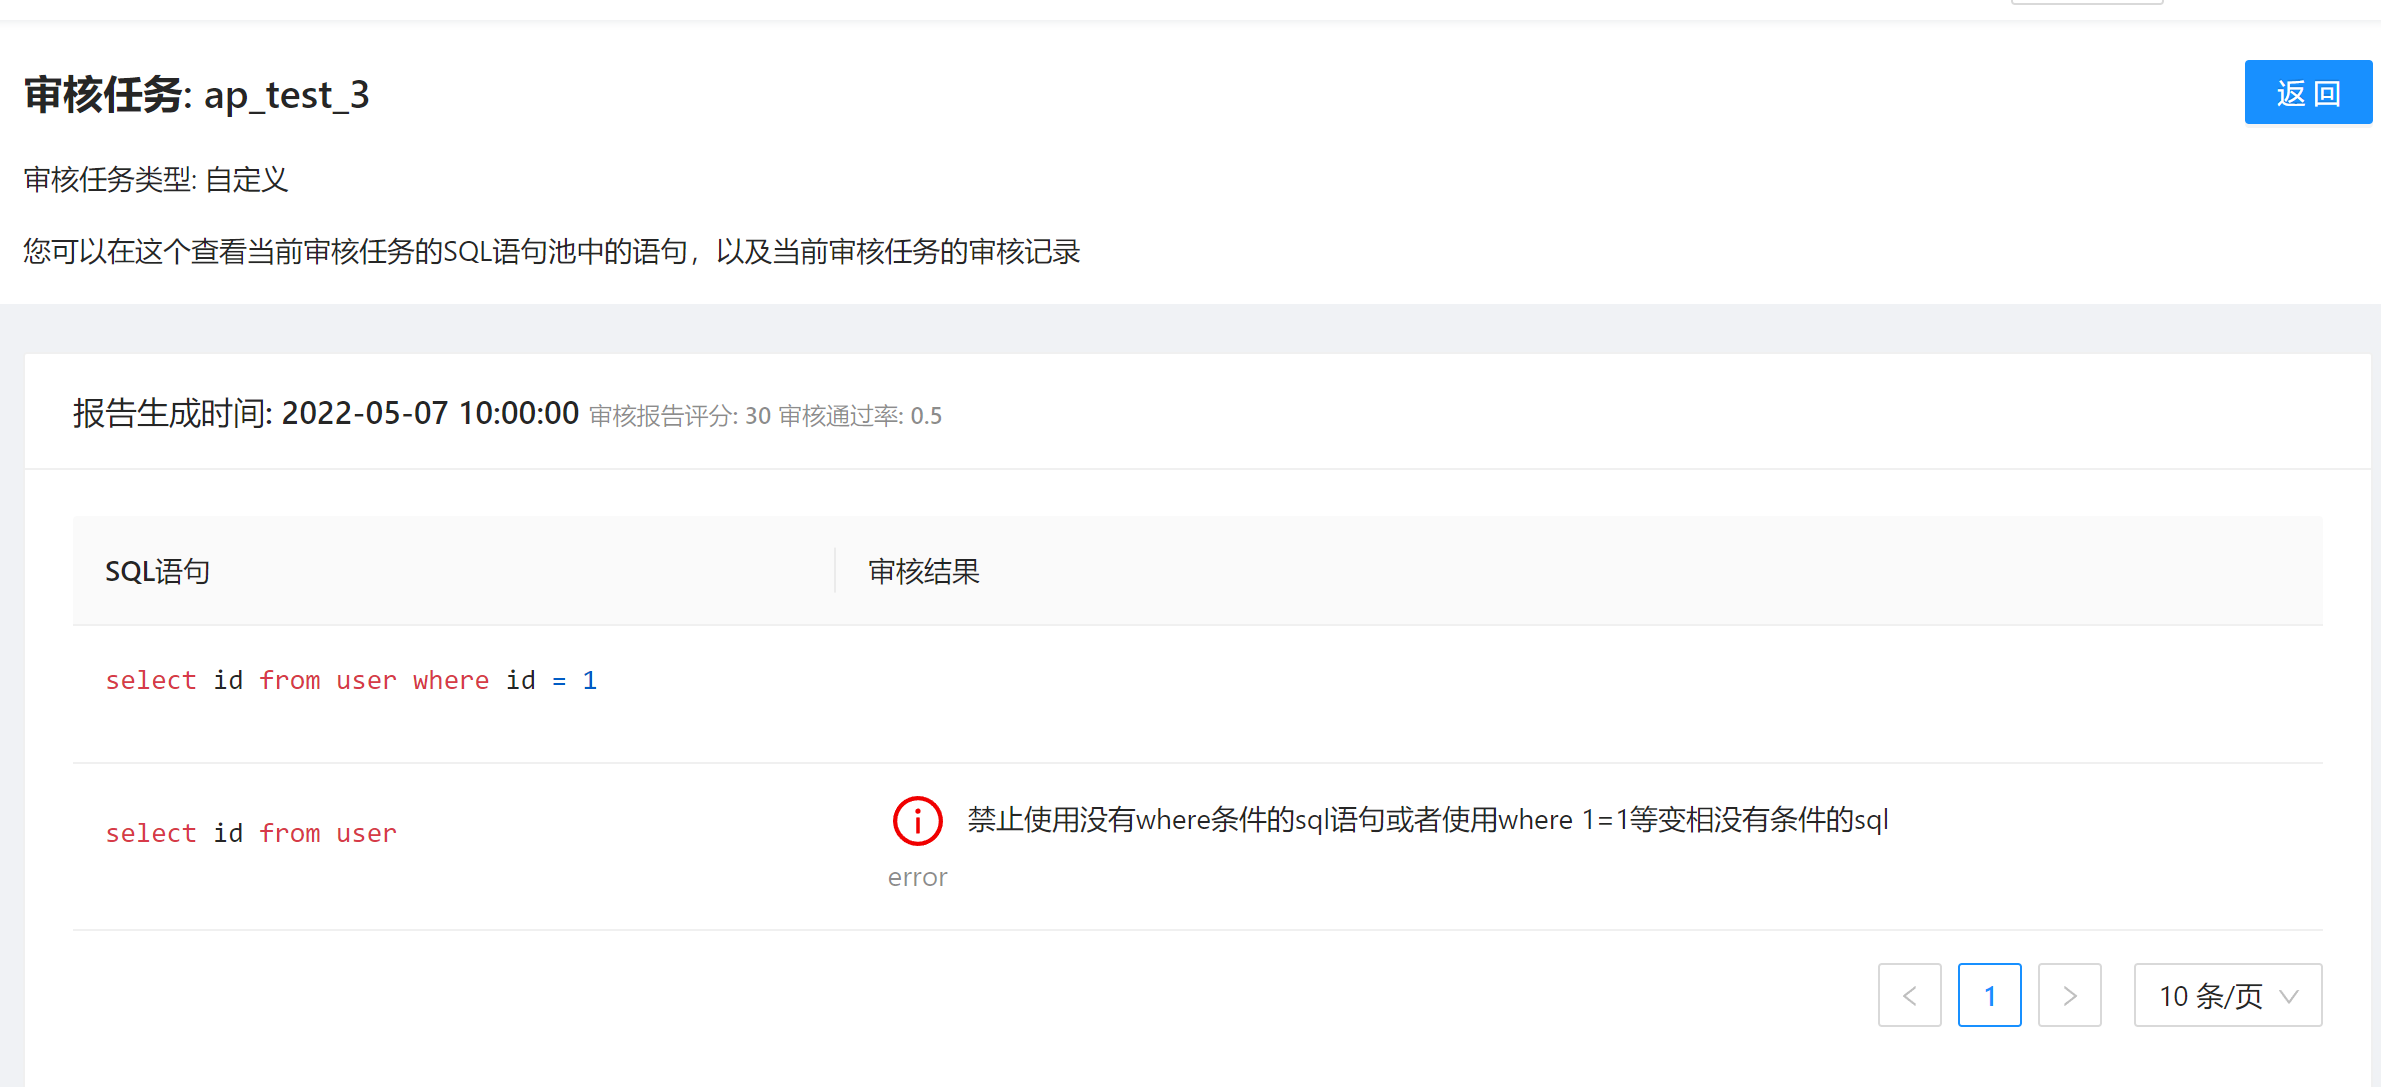 审核任务: ap_test_3
返 回
审核任务类型: 自定义
您可以在这个查看当前审核任务的SQL语句池中的语句，以及当前审核任务的审核记录
报告生成时间: 2022-05-07 10:00:00 审核报告评分: 30 审核通过率: 0.5
SQL语句 审核结果
select id from user where id = 1
select id from user 禁止使用没有where条件的sql语句或者使用where 1=1等变相没有条件的sql
error
< 1 > 10 条/页